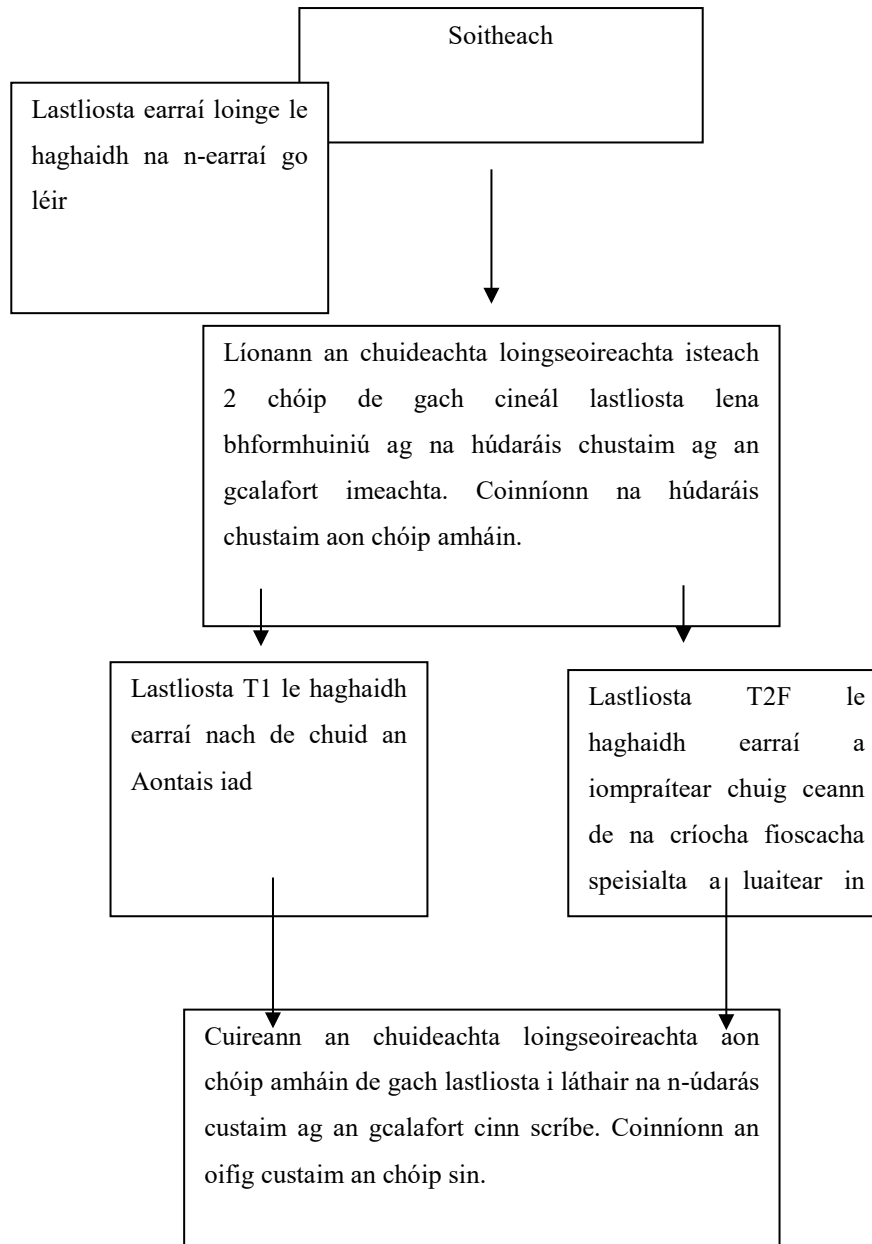 Soitheach
Lastliosta earraí loinge le
haghaidh na n-earraí go
léir
Líonann an chuideachta loingseoireachta isteach
2 chóip de gach cineál lastliosta lena
bhformhuiniú ag na húdaráis chustaim ag an
gcalafort imeachta. Coinníonn na húdaráis
chustaim aon chóip amháin.
Lastliosta T1 le haghaidh
earraí nach de chuid an
Aontais iad
Lastliosta T2F le
haghaidh earraí a
iompraítear chuig ceann
de na críocha fioscacha
speisialta a luaitear in
Cuireann an chuideachta loingseoireachta aon
chóip amháin de gach lastliosta i láthair na n-údarás
custaim ag an gcalafort cinn scríbe. Coinníonn an
oifig custaim an chóip sin.